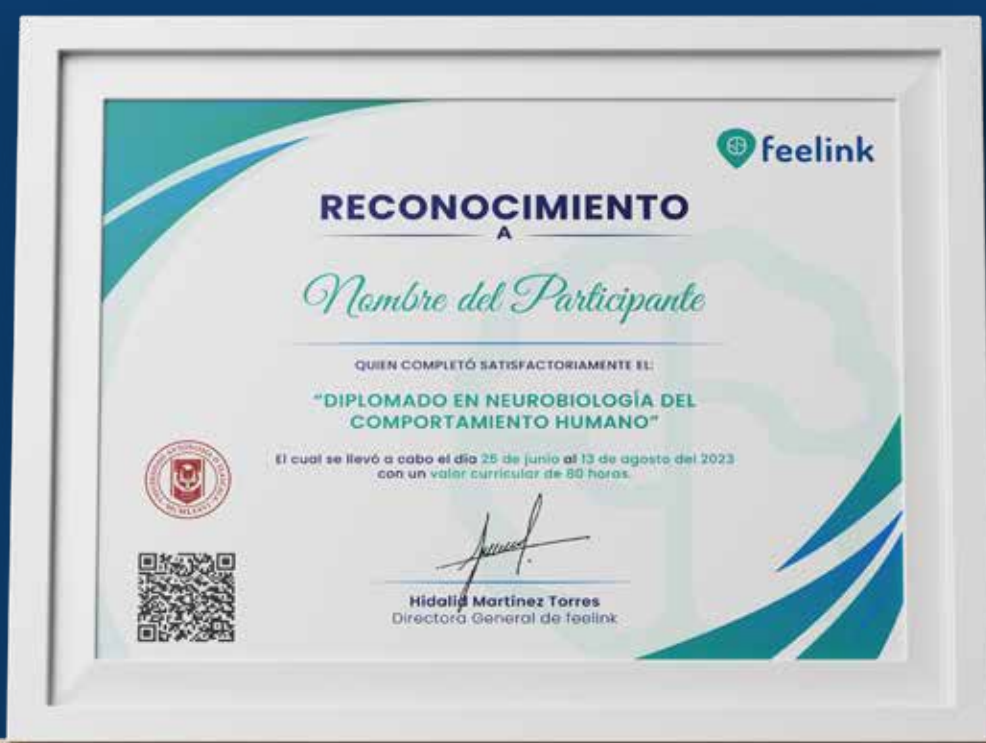 feelink
RECONOCIMIENTO
A
Nombre del Participante
QUIEN COMPLETÓ SATISFACTORIAMENTE EL:
"DIPLOMADO EN NEUROBIOLOGÍA DEL
COMPORTAMIENTO HUMANO"
El cual se llevó a cabo el día 25 de junio al 13 de agosto del 2023
con un valor curricular de 80 horas.
Hidalid Martínez Torres
Directora General de feelink